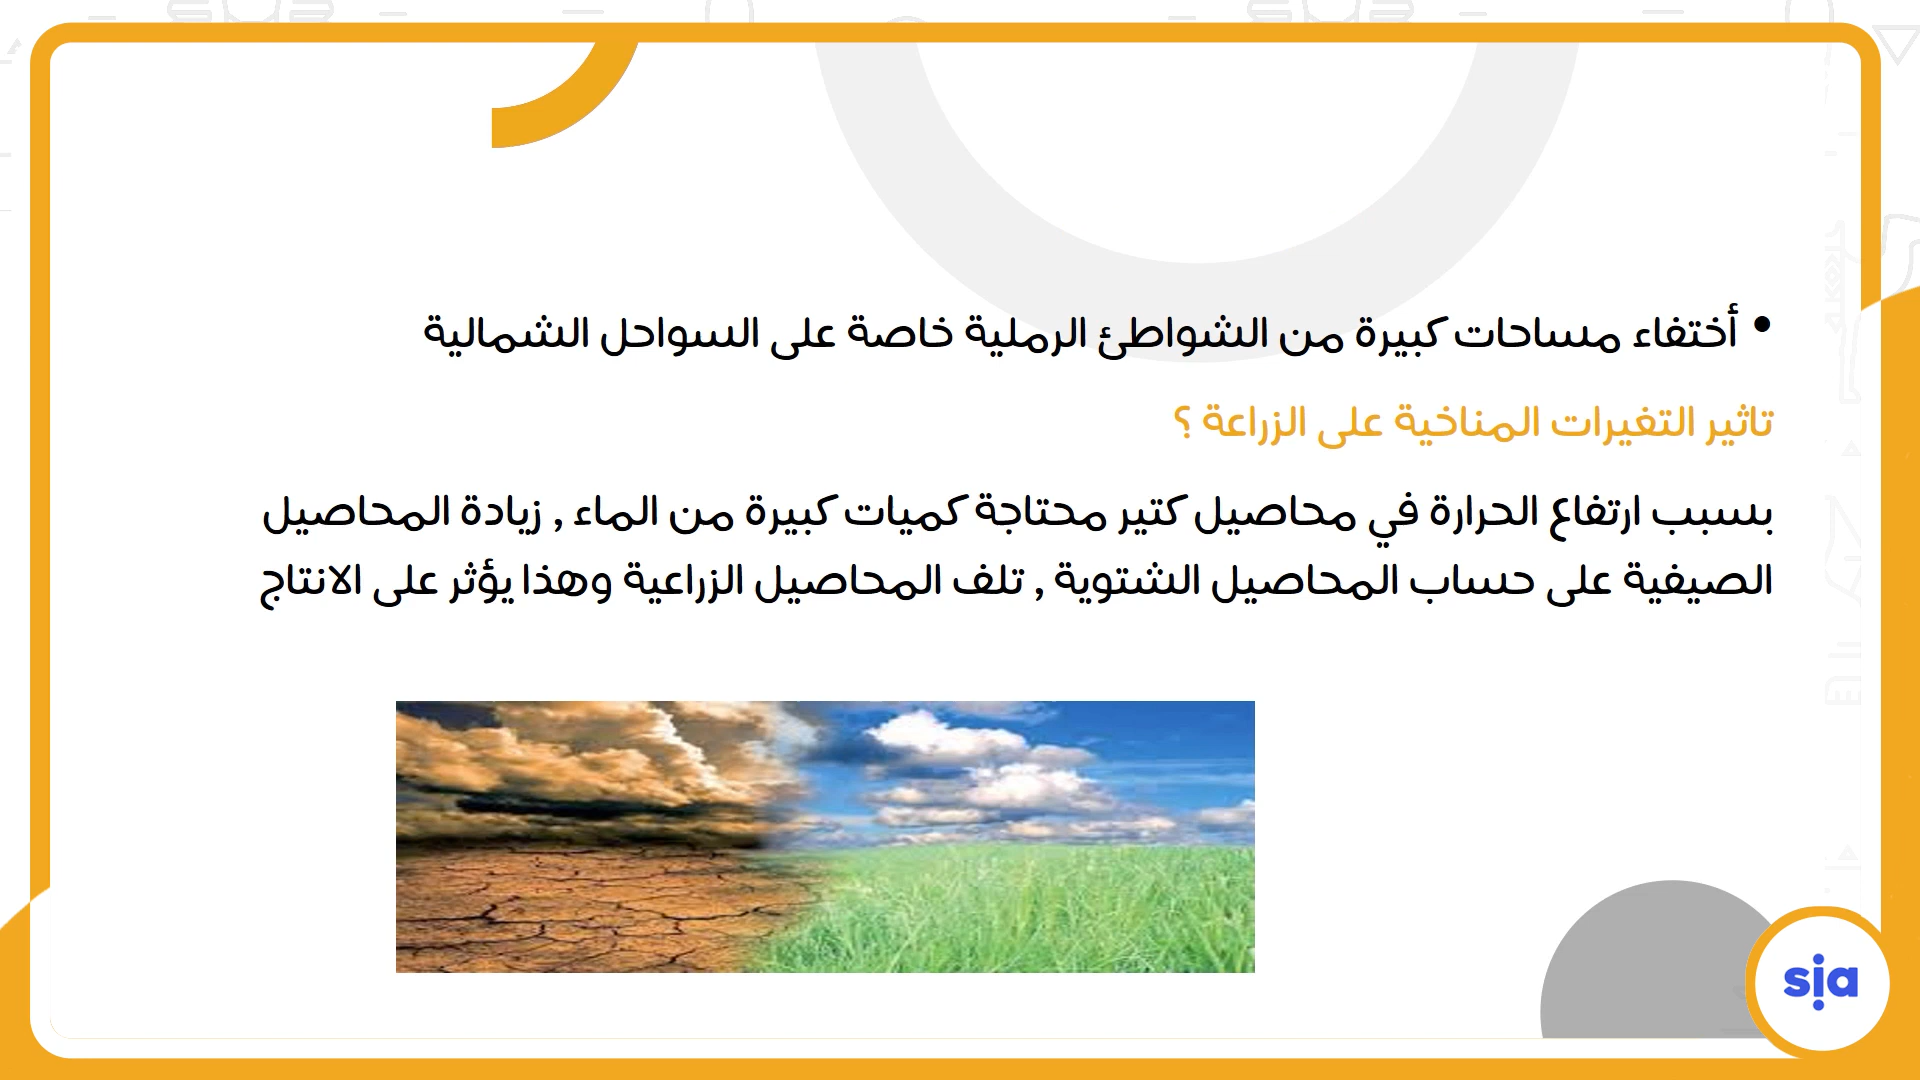 • أختفاء مساحات كبيرة من الشواطئ الرملية خاصة على السواحل الشمالية
تاثير التغيرات المناخية على الزراعة ؟
بسبب ارتفاع الحرارة في محاصيل كتير محتاجة كميات كبيرة من الماء , زيادة المحاصيل
الصيفية على حساب المحاصيل الشتوية , تلف المحاصيل الزراعية وهذا يؤثر على الانتاج
sia